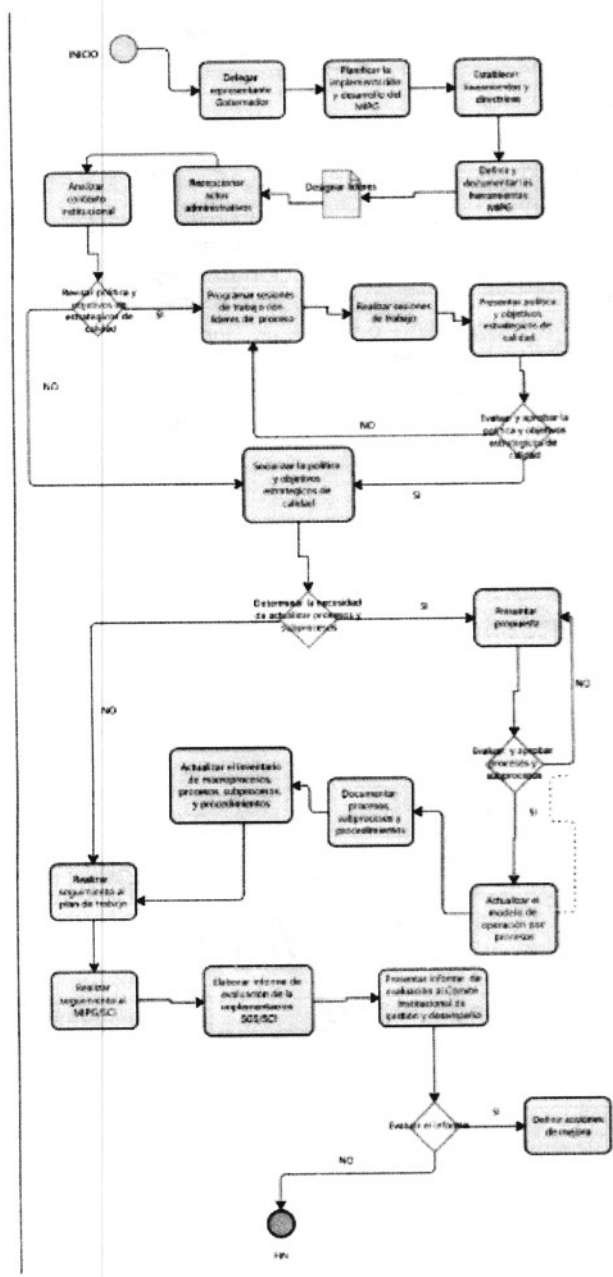 INICIO
Delegar
representante
Gobernador
Planificar la
implementación
y desarrollo del
MIPG
Establecer
lineamientos y
directrices
Analizar
contexto
institucional
Recepcionar
actos
administrativos
Designar líderes
Definir y
documentar las
herramientas
MIPG
Revisar política y
objetivos de
estrategicos de
calidad
SI
Programar sesiones
de trabajo con
lideres de proceso
Realizar sesiones
de trabajo
Presentar política
y objetivos
estrategicos de
calidad
NO
NO
Evaluar y aprobar la
política y objetivos
estrategicos de
calidad
Socializar la política
y objetivos
estrategicos de
calidad
SI
Determinar la necesidad
de actualizar procesos y
subprocesos
SI
Presentar
propuesta
NO
NO
Evaluar y aprobar
procesos y
subprocesos
Actualizar el inventario
de macroprocesos,
procesos, subprocesos,
y procedimientos
Documentar
procesos,
subprocesos y
procedimientos
SI
Realizar
seguimiento al
plan de trabajo
Actualizar el
modelo de
operación por
procesos
Realizar
seguimiento al
MIPG/SCI
Elaborar informe de
evaluación de la
implementación
SGS/SCI
Presentar informe de
evaluación al Comité
Institucional de
gestión y desempeño
Evaluar el informe
SI
Definir acciones
de mejora
NO
FIN